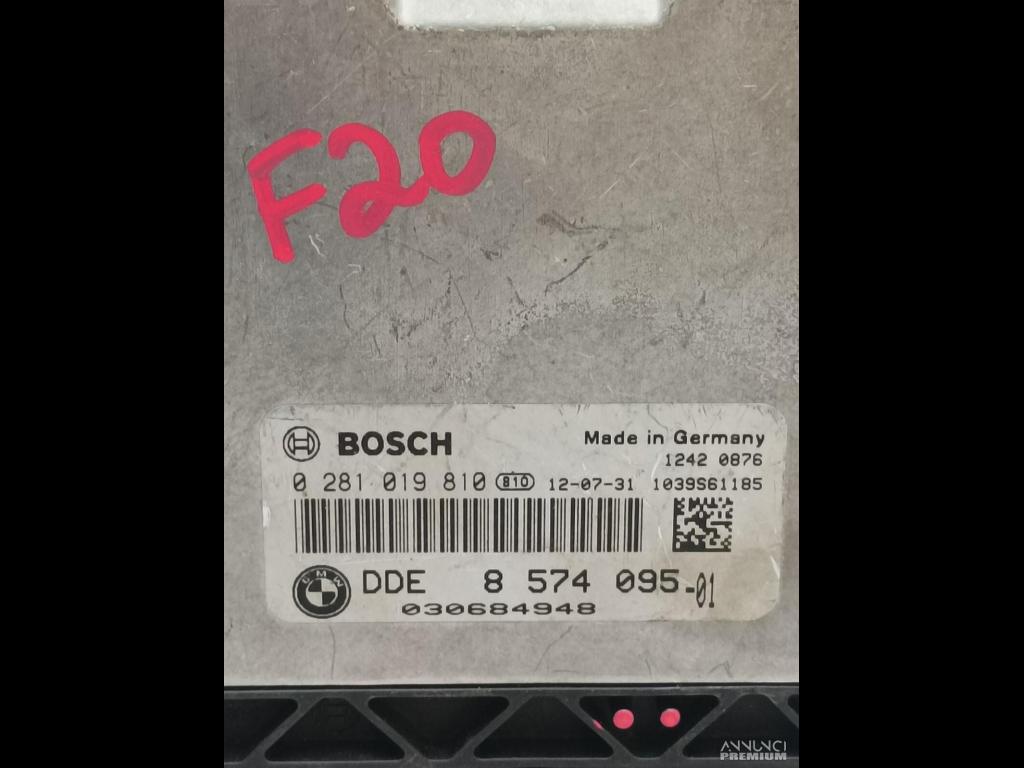 F20
BOSCH
Made in Germany
1242 0876
0 281 019 810 810 12-07-31 1039S61185
BMW DDE 8 574 095-01
030684948
ANNUNCI
PREMIUM